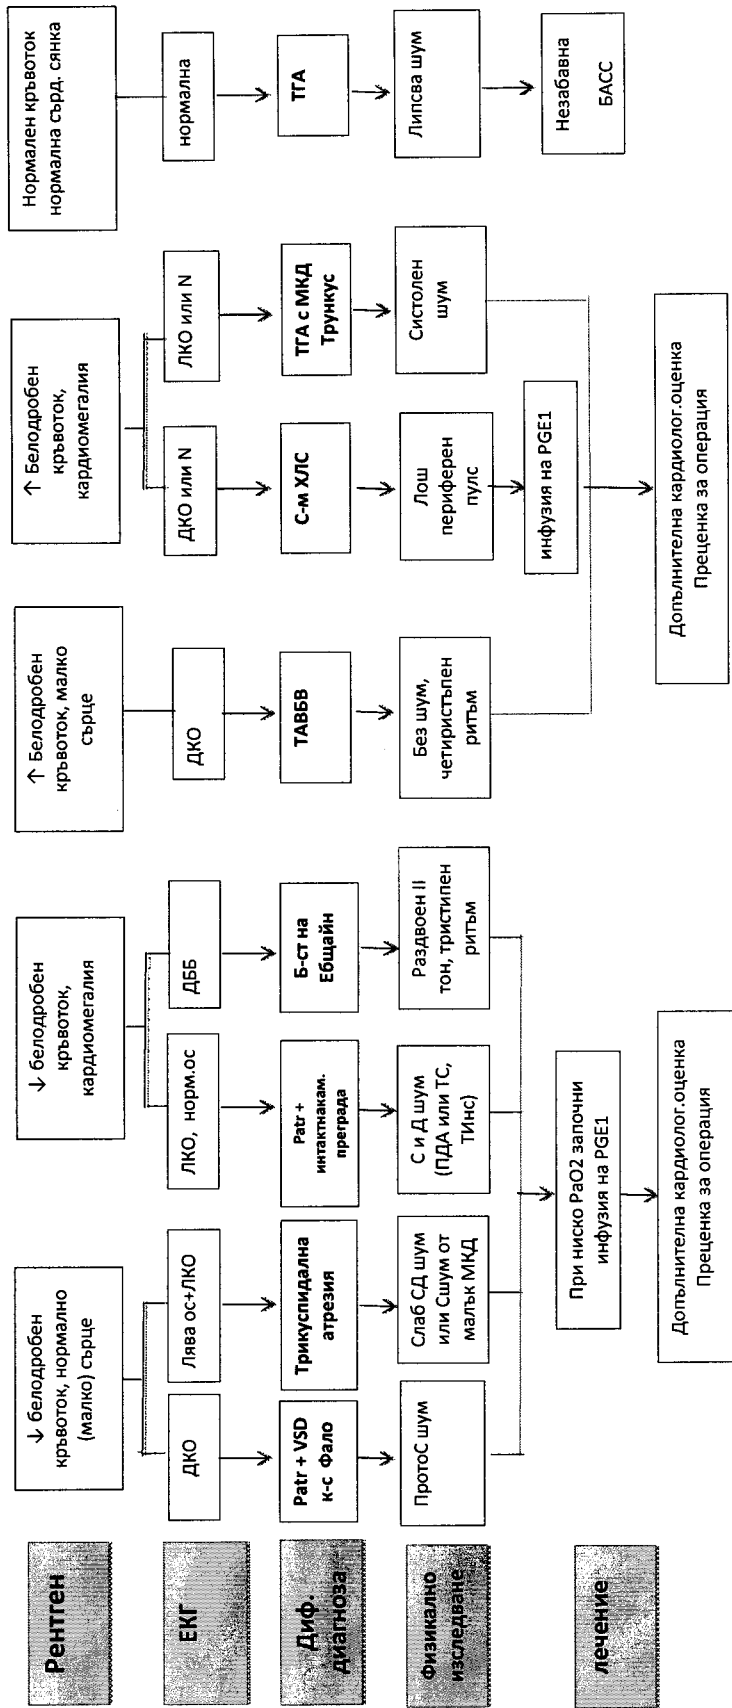 Рентген
↓ белодробен
кръвоток, нормално
(малко) сърце
↓ белодробен
кръвоток,
кардиомегалия
↑ Белодробен
кръвоток, малко
сърце
↑ Белодробен
кръвоток,
кардиомегалия
Нормален кръвоток
нормална сърд. сянка
ЕКГ
ДКО
Лява ос+ЛКО
ЛКО, норм.ос
ДББ
ДКО
ДКО или N
ЛКО или N
нормална
Диф.
диагноза
Patr + VSD
к-с Фало
Трикуспидална
атрезия
Patr +
интактнакам.
преграда
Б-ст на
Ебщайн
ТАВБВ
С-м ХЛС
ТГА с МКД
Трункус
ТГА
Физикално
изследване
ПротоС шум
Слаб СД шум
или Сшум от
малък МКД
С и Д шум
(ПДА или ТС,
ТИнс)
Раздвоен II
тон, тристипен
ритъм
Без шум,
четиристъпен
ритъм
Лош
периферен
пулс
Систолен
шум
Липсва шум
лечение
При ниско PaO2 започни
инфузия на PGE1
инфузия на PGE1
Незабавна
БАСС
Допълнителна кардиолог.оценка
Преценка за операция
Допълнителна кардиолог.оценка
Преценка за операция